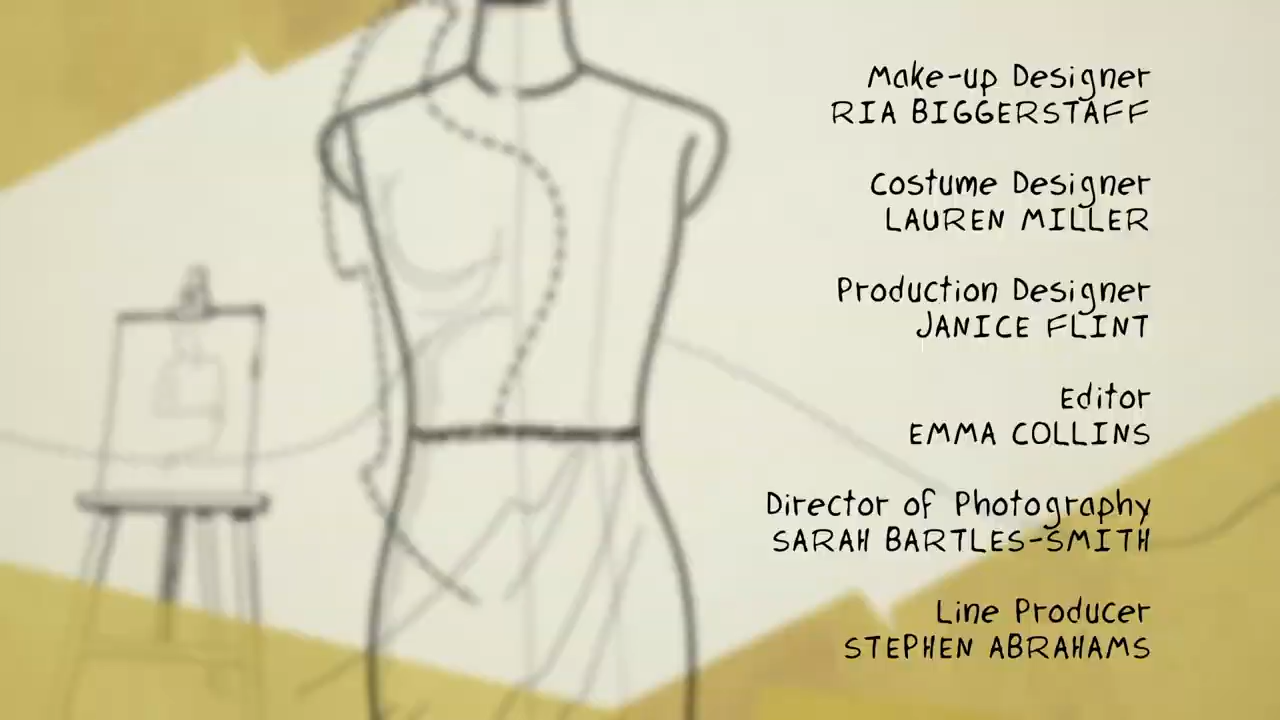 Make-up Designer
RIA BIGGERSTAFF
Costume Designer
LAUREN MILLER
Production Designer
JANICE FLINT
Editor
EMMA COLLINS
Director of Photography
SARAH BARTLES-SMITH
Line Producer
STEPHEN ABRAHAMS